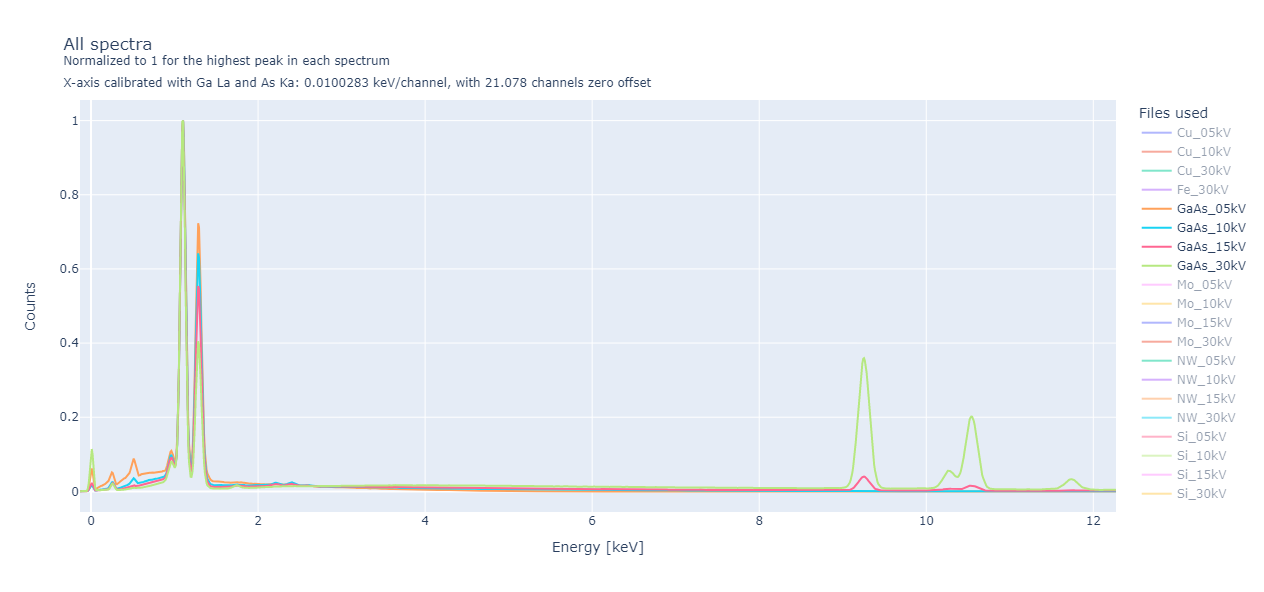 All spectra
Normalized to 1 for the highest peak in each spectrum
X-axis calibrated with Ga La and As Ka: 0.0100283 keV/channel, with 21.078 channels zero offset
Files used
Cu_05kV
Cu_10kV
Cu_30kV
Fe_30kV
GaAs_05kV
GaAs_10kV
GaAs_15kV
GaAs_30kV
Mo_05kV
Mo_10kV
Mo_15kV
Mo_30kV
NW_05kV
NW_10kV
NW_15kV
NW_30kV
Si_05kV
Si_10kV
Si_15kV
Si_30kV
Counts
1
0.8
0.6
0.4
0.2
0
0 2 4 6 8 10 12
Energy [keV]